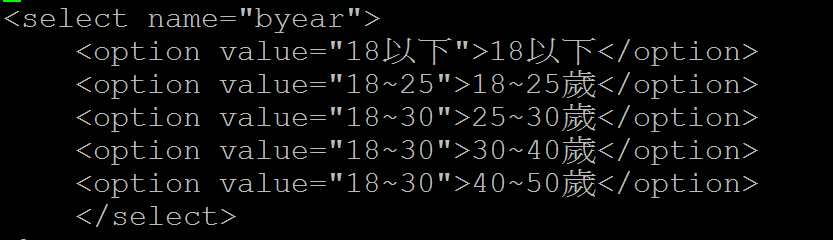 <select name="byear">
<option value="18以下">18以下</option>
<option value="18~25">18~25歲</option>
<option value="18~30">25~30歲</option>
<option value="18~30">30~40歲</option>
<option value="18~30">40~50歲</option>
</select>